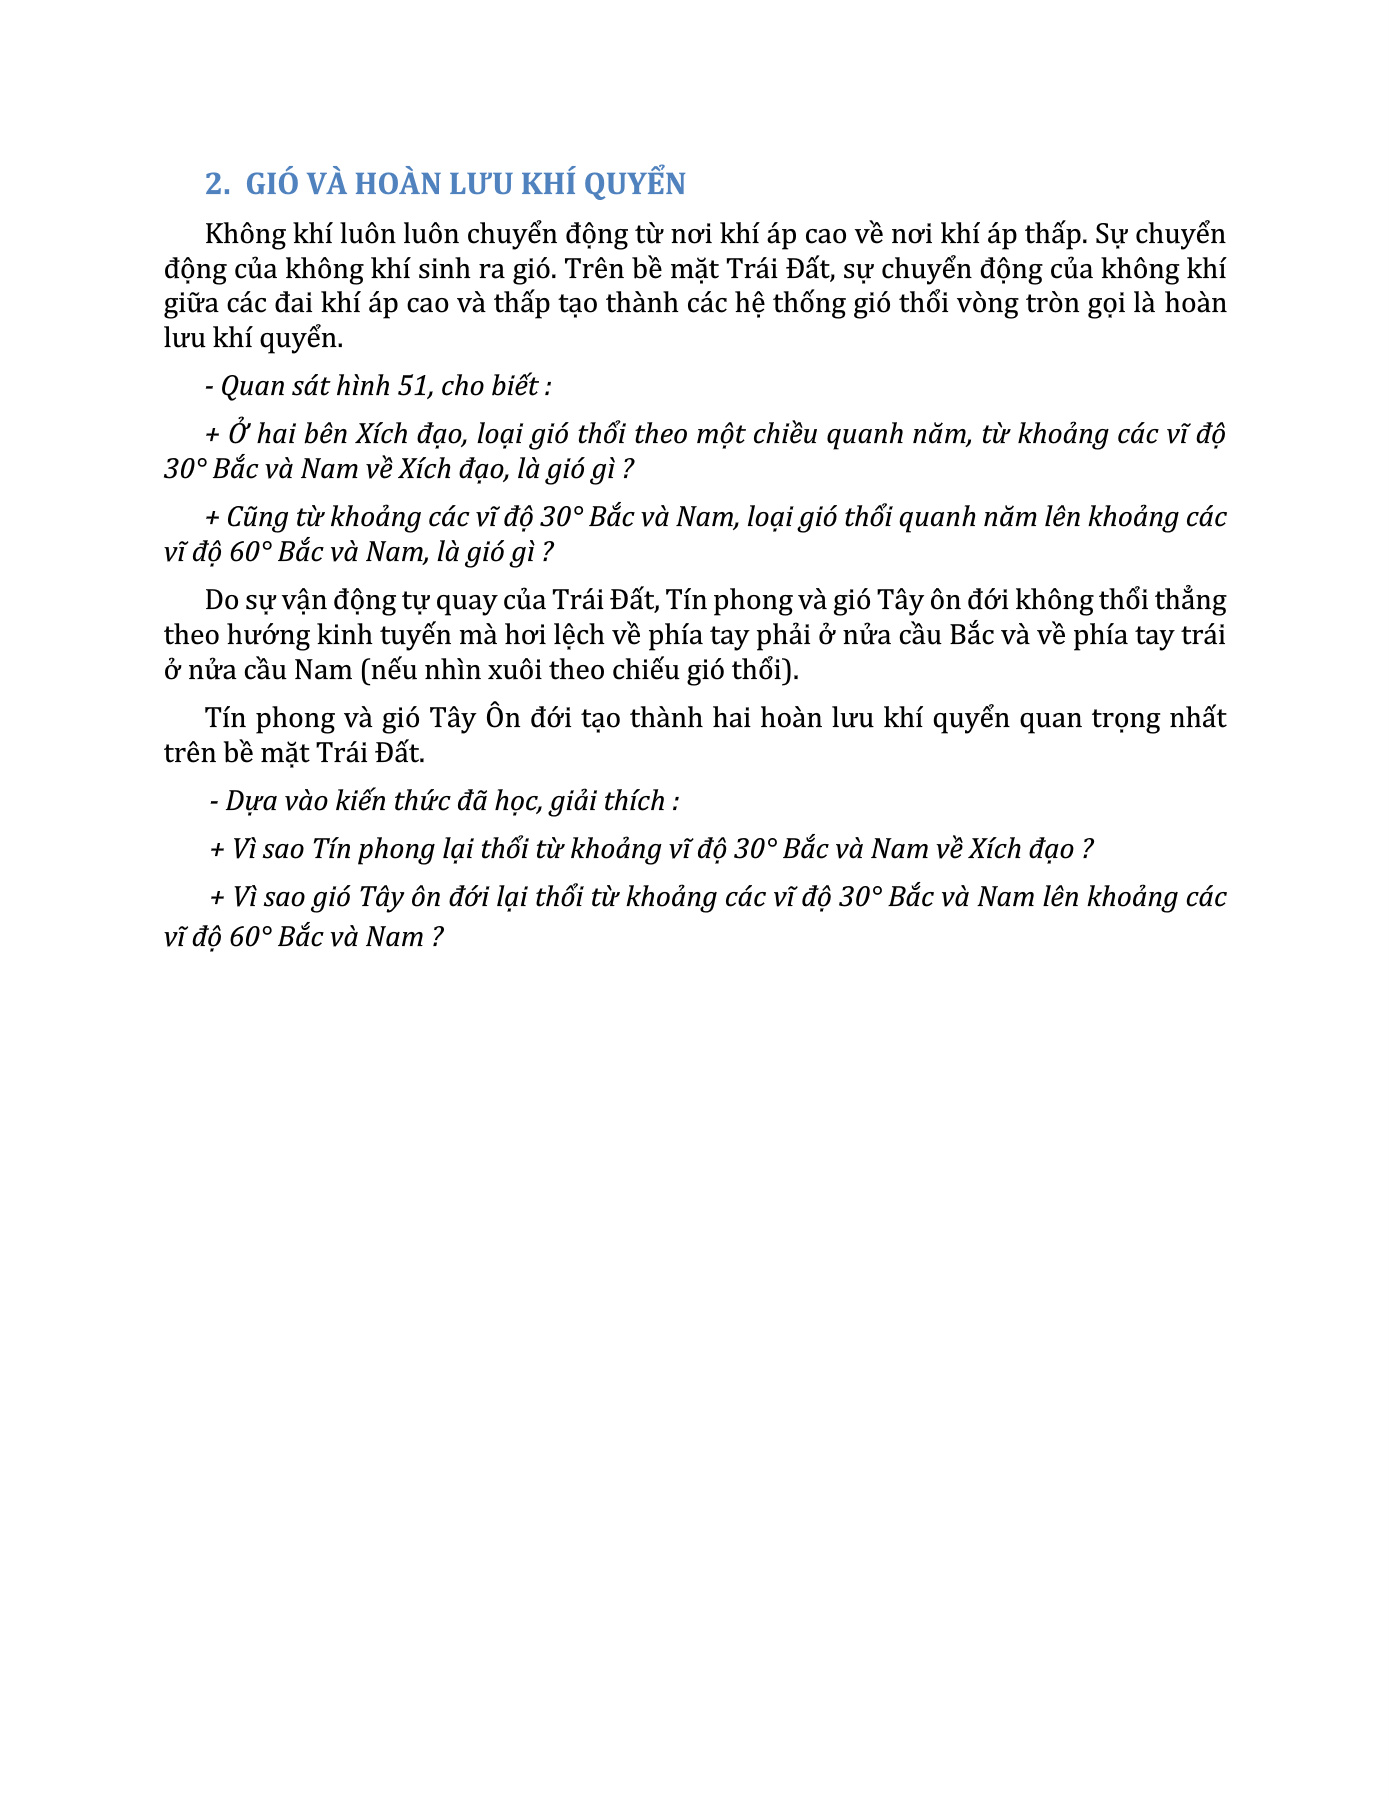 2. GIÓ VÀ HOÀN LƯU KHÍ QUYỂN
Không khí luôn luôn chuyển động từ nơi khí áp cao về nơi khí áp thấp. Sự chuyển
động của không khí sinh ra gió. Trên bề mặt Trái Đất, sự chuyển động của không khí
giữa các đai khí áp cao và thấp tạo thành các hệ thống gió thổi vòng tròn gọi là hoàn
lưu khí quyển.
- Quan sát hình 51, cho biết :
+ Ở hai bên Xích đạo, loại gió thổi theo một chiều quanh năm, từ khoảng các vĩ độ
30° Bắc và Nam về Xích đạo, là gió gì ?
+ Cũng từ khoảng các vĩ độ 30° Bắc và Nam, loại gió thổi quanh năm lên khoảng các
vĩ độ 60° Bắc và Nam, là gió gì ?
Do sự vận động tự quay của Trái Đất, Tín phong và gió Tây ôn đới không thổi thẳng
theo hướng kinh tuyến mà hơi lệch về phía tay phải ở nửa cầu Bắc và về phía tay trái
ở nửa cầu Nam (nếu nhìn xuôi theo chiếu gió thổi).
Tín phong và gió Tây Ôn đới tạo thành hai hoàn lưu khí quyển quan trọng nhất
trên bề mặt Trái Đất.
- Dựa vào kiến thức đã học, giải thích :
+ Vì sao Tín phong lại thổi từ khoảng vĩ độ 30° Bắc và Nam về Xích đạo ?
+ Vì sao gió Tây ôn đới lại thổi từ khoảng các vĩ độ 30° Bắc và Nam lên khoảng các
vĩ độ 60° Bắc và Nam ?